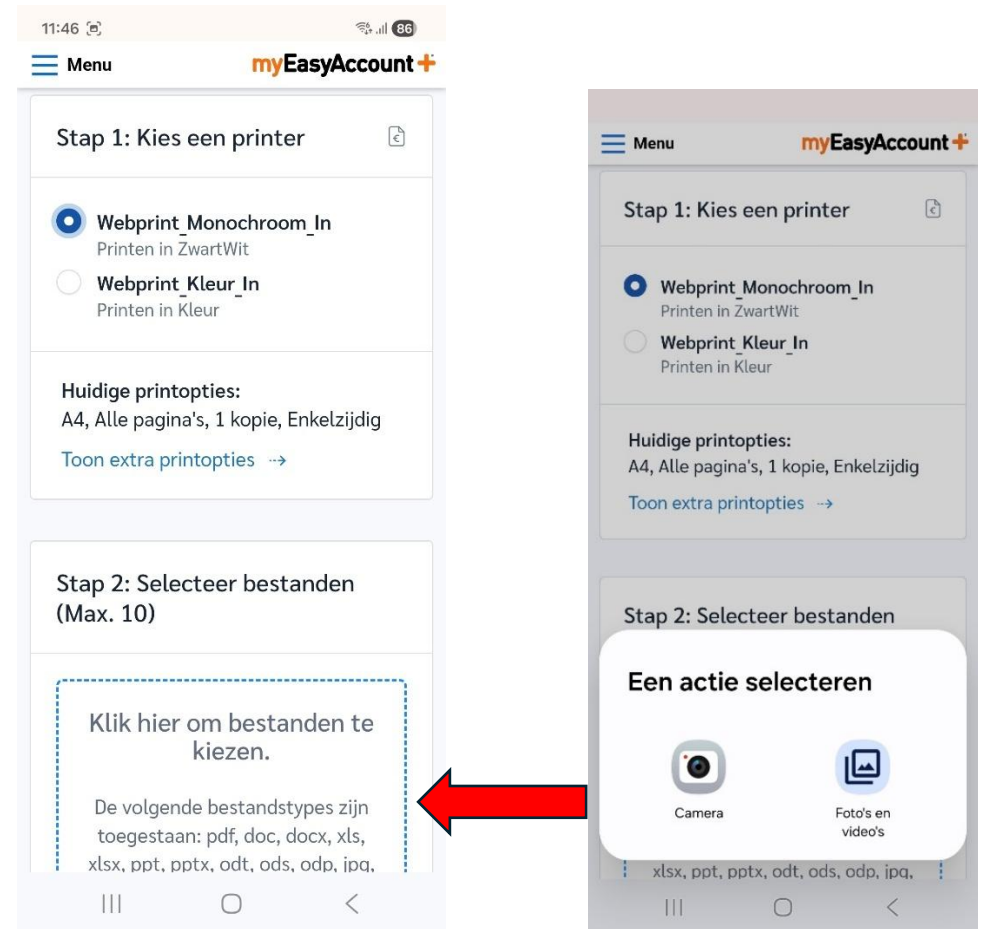 11:46
86
Menu
myEasyAccount
Stap 1: Kies een printer
Webprint_Monochroom_In
Printen in ZwartWit
Webprint_Kleur_In
Printen in Kleur
Huidige printopties:
A4, Alle pagina's, 1 kopie, Enkelzijdig
Toon extra printopties
Stap 2: Selecteer bestanden
(Max. 10)
Klik hier om bestanden te
kiezen.
De volgende bestandstypes zijn
toegestaan: pdf, doc, docx, xls,
xlsx, ppt, pptx, odt, ods, odp, jpg,
Menu
myEasyAccount
Stap 1: Kies een printer
Webprint_Monochroom_In
Printen in ZwartWit
Webprint_Kleur_In
Printen in Kleur
Huidige printopties:
A4, Alle pagina's, 1 kopie, Enkelzijdig
Toon extra printopties
Stap 2: Selecteer bestanden
Een actie selecteren
Camera
Foto's en
video's
xlsx, ppt, pptx, odt, ods, odp, jpg,